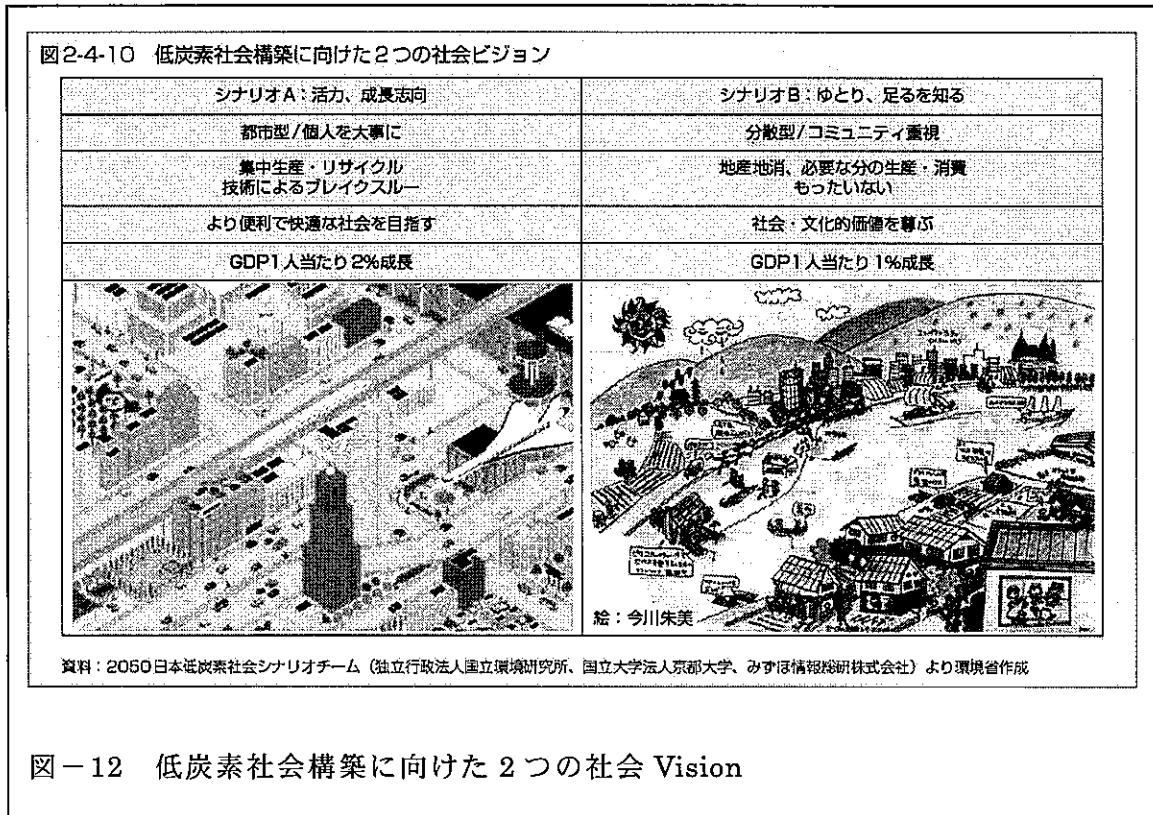 図2-4-10 低炭素社会構築に向けた2つの社会ビジョン
シナリオA:活力、成長志向
シナリオB:ゆとり、足るを知る
都市型/個人を大事に
分散型/コミュニティ重視
集中生産・リサイクル
技術によるブレイクスルー
地産地消、必要な分の生産・消費
もったいない
より便利で快適な社会を目指す
社会・文化的価値を尊ぶ
GDP1人当たり2%成長
GDP1人当たり1%成長
絵:今川朱美
資料:2050日本低炭素社会シナリオチーム(独立行政法人国立環境研究所、国立大学法人京都大学、みずほ情報総研株式会社)より環境省作成
図-12 低炭素社会構築に向けた2つの社会 Vision